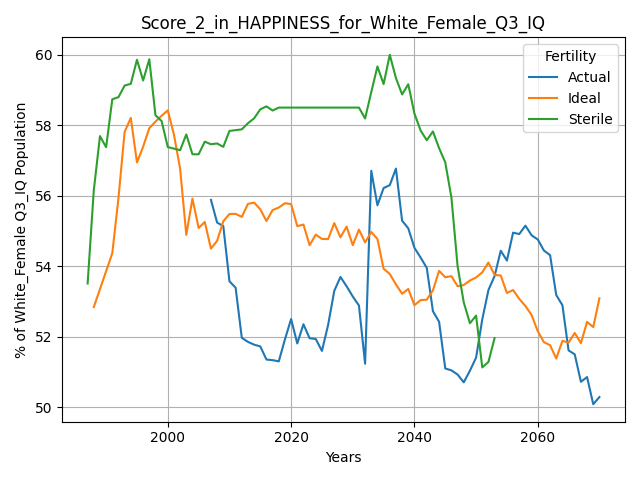 Score_2_in_HAPPINESS_for_White_Female_Q3_IQ
% of White_Female Q3_IQ Population
60
58
56
54
52
50
Fertility
Actual
Ideal
Sterile
2000
2020
2040
2060
Years